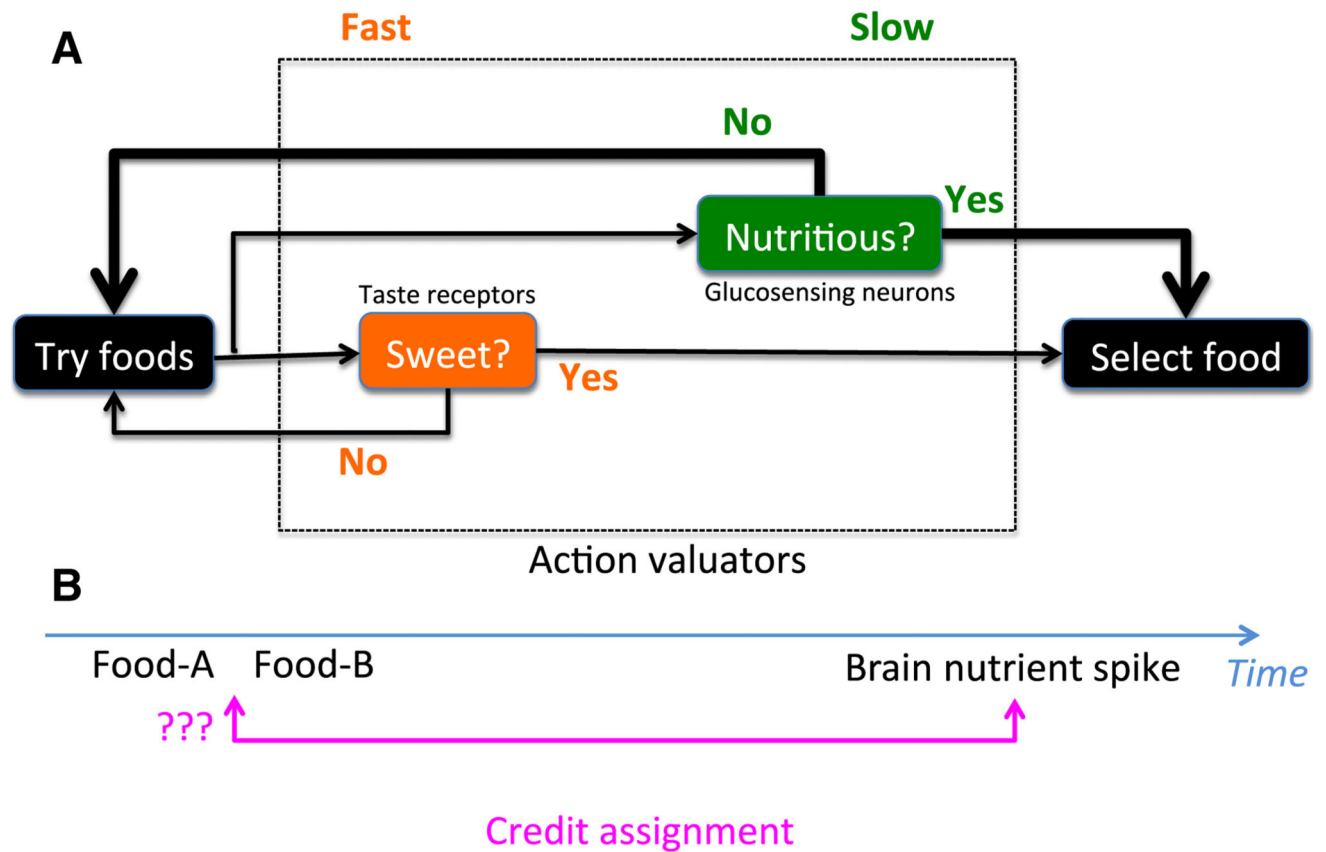 A
Fast
Slow
No
Yes
Nutritious?
Glucosensing neurons
Taste receptors
Try foods
Sweet?
Yes
Select food
No
Action valuators
B
Food-A
Food-B
Brain nutrient spike
Time
???
Credit assignment